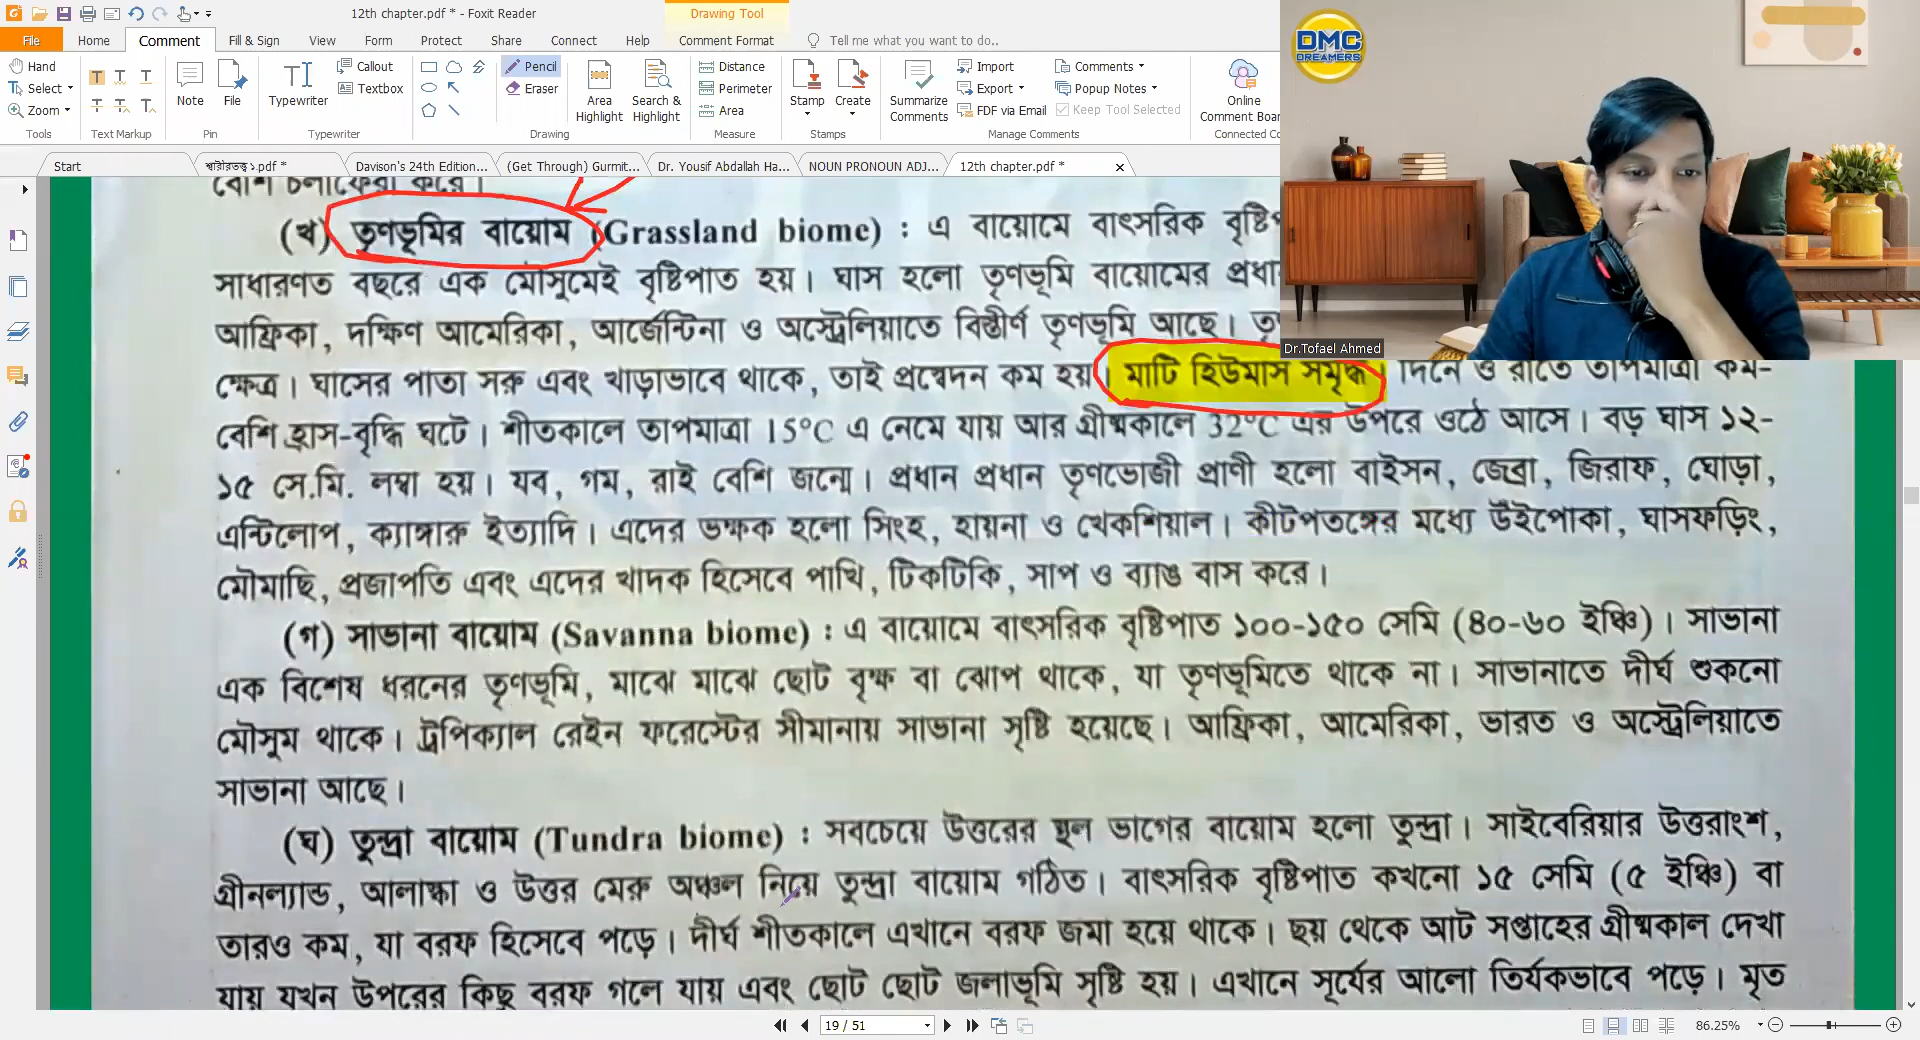 12th chapter.pdf * - Foxit Reader
Drawing Tool
File Home Comment Fill & Sign View Form Protect Share Connect Help Comment Format Tell me what you want to do..
Hand
Select
Zoom
Tools
Text Markup
Note
File
Pin
Typewriter
Callout
Textbox
Typewriter
Pencil
Eraser
Area Highlight
Search & Highlight
Drawing
Distance
Perimeter
Area
Measure
Stamp
Create
Stamps
Summarize Comments
Import
Export
FDF via Email
Comments
Popup Notes
Keep Tool Selected
Manage Comments
Online Comment Boar
Connected Co
DMC
DREAMERS
Dr.Tofael Ahmed
Start শারীরতত্ত্ব ১.pdf * Davison's 24th Edition... (Get Through) Gurmit... Dr. Yousif Abdallah Ha... NOUN PRONOUN ADJ... 12th chapter.pdf *
বেশি চলাফেরা করে।
(খ) তৃণভূমির বায়োম (Grassland biome) : এ বায়োমে বাৎসরিক
সাধারণত বছরে এক মৌসুমেই বৃষ্টিপাত হয়। ঘাস হলো তৃণভূমি বায়োমের
আফ্রিকা, দক্ষিণ আমেরিকা, আর্জেন্টিনা ও অস্ট্রেলিয়াতে বিস্তীর্ণ তৃণভূমি আছে।
ক্ষেত্র। ঘাসের পাতা সরু এবং খাড়াভাবে থাকে, তাই প্রস্বেদন কম হয়। মাটি হিউমাস সমৃদ্ধ। দিনে ও রাতে তাপমাত্রা কম-
বেশি হ্রাস-বৃদ্ধি ঘটে। শীতকালে তাপমাত্রা 15°C এ নেমে যায় আর গ্রীষ্মকালে 32°C এর উপরে ওঠে আসে। বড় ঘাস ১২-
১৫ সে.মি. লম্বা হয়। যব, গম, রাই বেশি জন্মে। প্রধান প্রধান তৃণভোজী প্রাণী হলো বাইসন, জেব্রা, জিরাফ, ঘোড়া,
এন্টিলোপ, ক্যাঙ্গারু ইত্যাদি। এদের ভক্ষক হলো সিংহ, হায়না ও খেকশিয়াল। কীটপতঙ্গের মধ্যে উঁইপোকা, ঘাসফড়িং,
মৌমাছি, প্রজাপতি এবং এদের খাদক হিসেবে পাখি, টিকটিকি, সাপ ও ব্যাঙ বাস করে।
(গ) সাভানা বায়োম (Savanna biome) : এ বায়োমে বাৎসরিক বৃষ্টিপাত ১০০-১৫০ সেমি (৪০-৬০ ইঞ্চি)। সাভানা
এক বিশেষ ধরনের তৃণভূমি, মাঝে মাঝে ছোট বৃক্ষ বা ঝোপ থাকে, যা তৃণভূমিতে থাকে না। সাভানাতে দীর্ঘ শুকনো
মৌসুম থাকে। ট্রপিক্যাল রেইন ফরেস্টের সীমানায় সাভানা সৃষ্টি হয়েছে। আফ্রিকা, আমেরিকা, ভারত ও অস্ট্রেলিয়াতে
সাভানা আছে।
(ঘ) তুন্দ্রা বায়োম (Tundra biome) : সবচেয়ে উত্তরের স্থল ভাগের বায়োম হলো তুন্দ্রা। সাইবেরিয়ার উত্তরাংশ,
গ্রীনল্যান্ড, আলাস্কা ও উত্তর মেরু অঞ্চল নিয়ে তুন্দ্রা বায়োম গঠিত। বাৎসরিক বৃষ্টিপাত কখনো ১৫ সেমি (৫ ইঞ্চি) বা
তারও কম, যা বরফ হিসেবে পড়ে। দীর্ঘ শীতকালে এখানে বরফ জমা হয়ে থাকে। ছয় থেকে আট সপ্তাহের গ্রীষ্মকাল দেখা
যায় যখন উপরের কিছু বরফ গলে যায় এবং ছোট ছোট জলাভূমি সৃষ্টি হয়। এখানে সূর্যের আলো তির্যকভাবে পড়ে। মৃত
19 / 51
86.25%